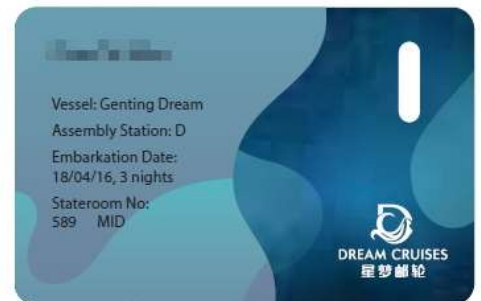 Vessel: Genting Dream
Assembly Station: D
Embarkation Date:
18/04/16, 3 nights
Stateroom No:
589 MID
DREAM CRUISES
星梦邮轮